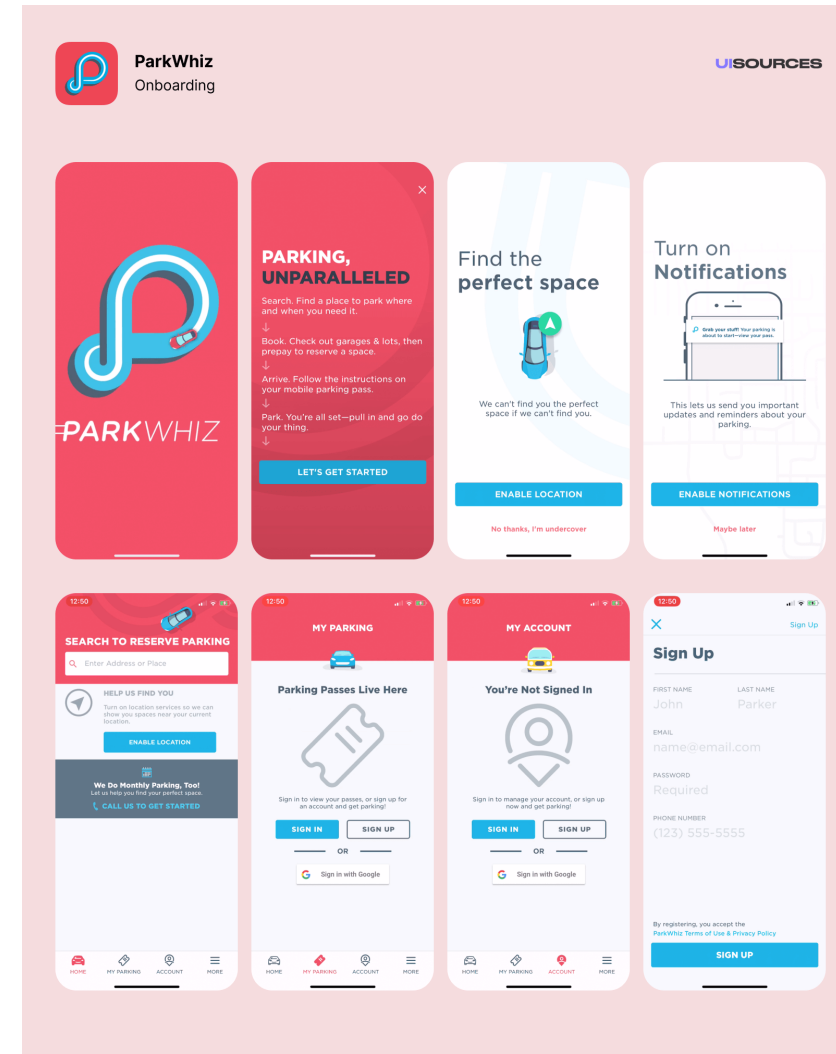 ParkWhiz
Onboarding
UISOURCES
PARKWHIZ
PARKING,
UNPARALLELED
Search. Find a place to park where
and when you need it.
↓
Book. Check out garages & lots, then
prepay to reserve a space.
↓
Arrive. Follow the instructions on
your mobile parking pass.
↓
Park. You're all set—pull in and go do
your thing.
↓
LET'S GET STARTED
Find the
perfect space
We can't find you the perfect
space if we can't find you.
ENABLE LOCATION
No thanks, I'm undercover
Turn on
Notifications
Grab your stuff! Your parking is
about to start—view your pass.
This lets us send you important
updates and reminders about your
parking.
ENABLE NOTIFICATIONS
Maybe later
12:50
SEARCH TO RESERVE PARKING
Enter Address or Place
HELP US FIND YOU
Turn on location services so we can
show you spaces near your current
location.
ENABLE LOCATION
We Do Monthly Parking, Too!
Let us help you find your perfect space.
CALL US TO GET STARTED
HOME MY PARKING ACCOUNT MORE
12:50
MY PARKING
Parking Passes Live Here
Sign in to view your passes, or sign up for
an account and get parking!
SIGN IN SIGN UP
OR
Sign in with Google
HOME MY PARKING ACCOUNT MORE
12:50
MY ACCOUNT
You're Not Signed In
Sign in to manage your account, or sign up
now and get parking!
SIGN IN SIGN UP
OR
Sign in with Google
HOME MY PARKING ACCOUNT MORE
12:50
Sign Up
Sign Up
FIRST NAME LAST NAME
John Parker
EMAIL
name@email.com
PASSWORD
Required
PHONE NUMBER
(123) 555-5555
By registering, you accept the
ParkWhiz Terms of Use & Privacy Policy
SIGN UP